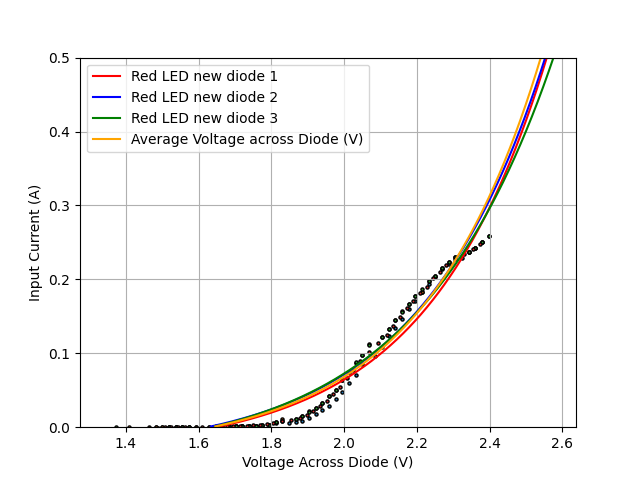 Red LED new diode 1
Red LED new diode 2
Red LED new diode 3
Average Voltage across Diode (V)
0.5
0.4
0.3
0.2
0.1
0.0
Input Current (A)
1.4 1.6 1.8 2.0 2.2 2.4 2.6
Voltage Across Diode (V)